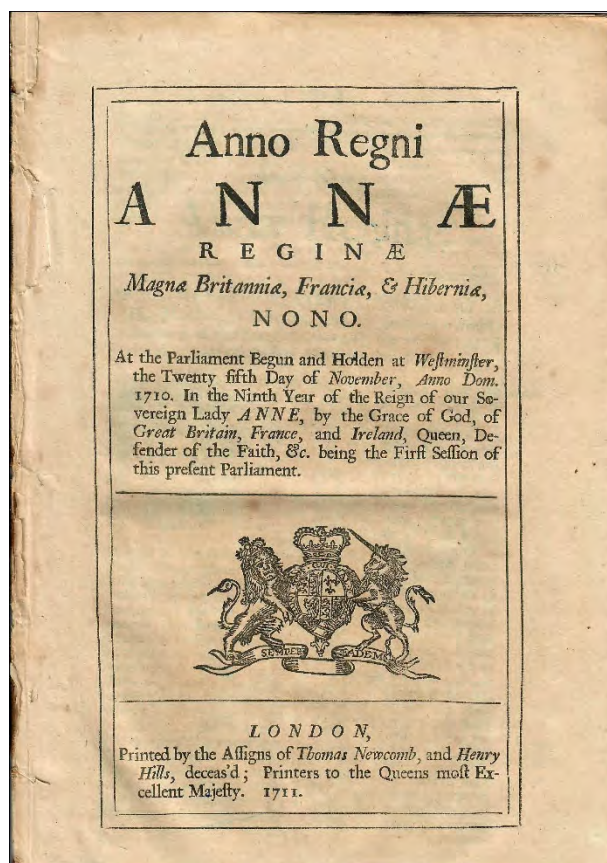 Anno Regni
ANNÆ
REGINÆ
Magnæ Britanniæ, Franciæ, & Hiberniæ,
NONO.
At the Parliament Begun and Holden at Weſtminſter,
the Twenty fifth Day of November, Anno Dom.
1710. In the Ninth Year of the Reign of our So-
vereign Lady ANNE, by the Grace of God, of
Great Britain, France, and Ireland, Queen, De-
fender of the Faith, &c. being the Firſt Seſſion of
this preſent Parliament.
SEMPER EADEM
LONDON,
Printed by the Aſſigns of Thomas Newcomb, and Henry
Hills, deceas'd; Printers to the Queens moſt Ex-
cellent Majeſty. 1711.